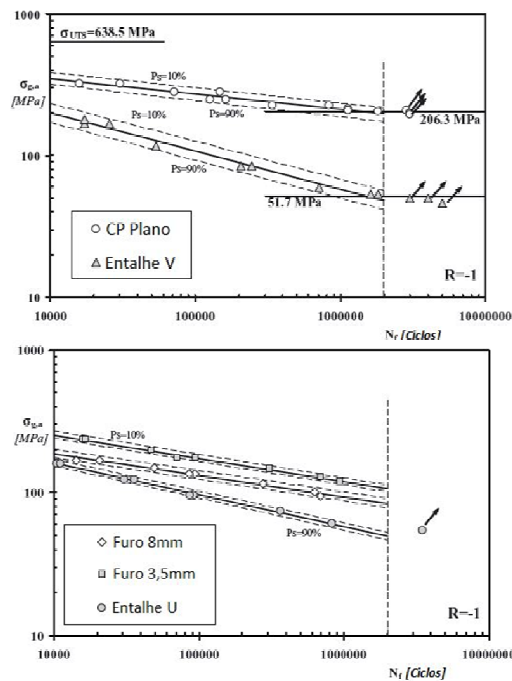 1000
σUTS=638.5 MPa
σg,a
[MPa]
Ps=10%
Ps=90%
Ps=10%
206.3 MPa
100
Ps=90%
51.7 MPa
CP Plano
Entalhe V
R=-1
10
10000 100000 1000000 10000000
Nf [Ciclos]
1000
σg,a
[MPa]
Ps=10%
100
Ps=90%
Furo 8mm
Furo 3,5mm
Entalhe U
R=-1
10
10000 100000 1000000 10000000
Nf [Ciclos]